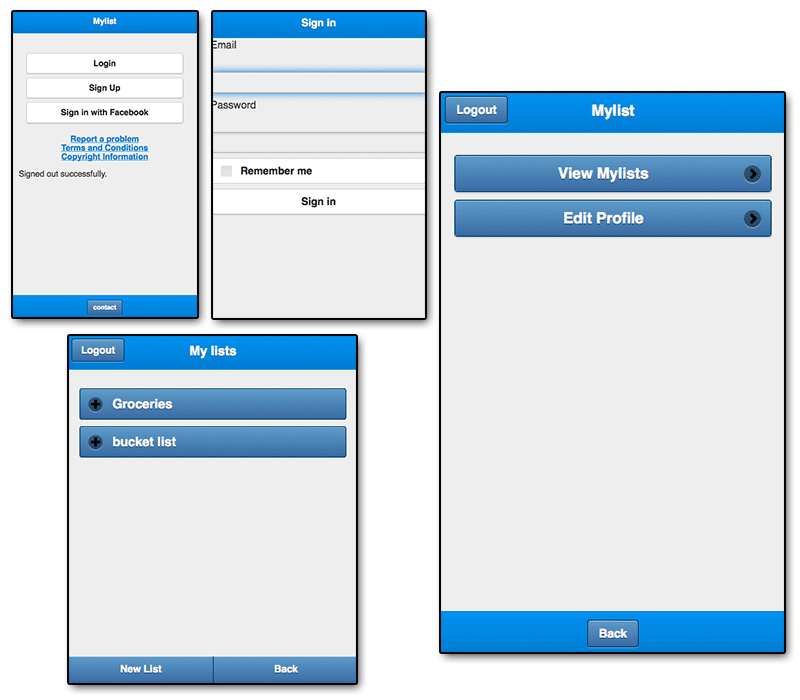 Mylist
Login
Sign Up
Sign in with Facebook
Report a problem
Terms and Conditions
Copyright Information
Signed out successfully.
contact
Sign in
Email
Password
Remember me
Sign in
Logout
Mylist
View Mylists
Edit Profile
Back
Logout
My lists
Groceries
bucket list
New List
Back